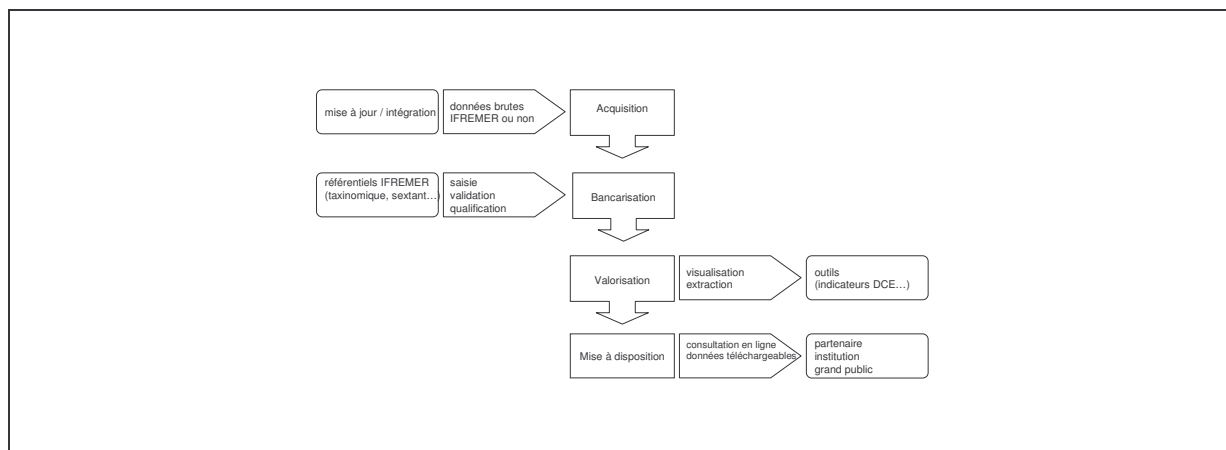 mise à jour / intégration
données brutes
IFREMER ou non
Acquisition
référentiels IFREMER
(taxinomique, sextant…)
saisie
validation
qualification
Bancarisation
Valorisation
visualisation
extraction
outils
(indicateurs DCE…)
Mise à disposition
consultation en ligne
données téléchargeables
partenaire
institution
grand public